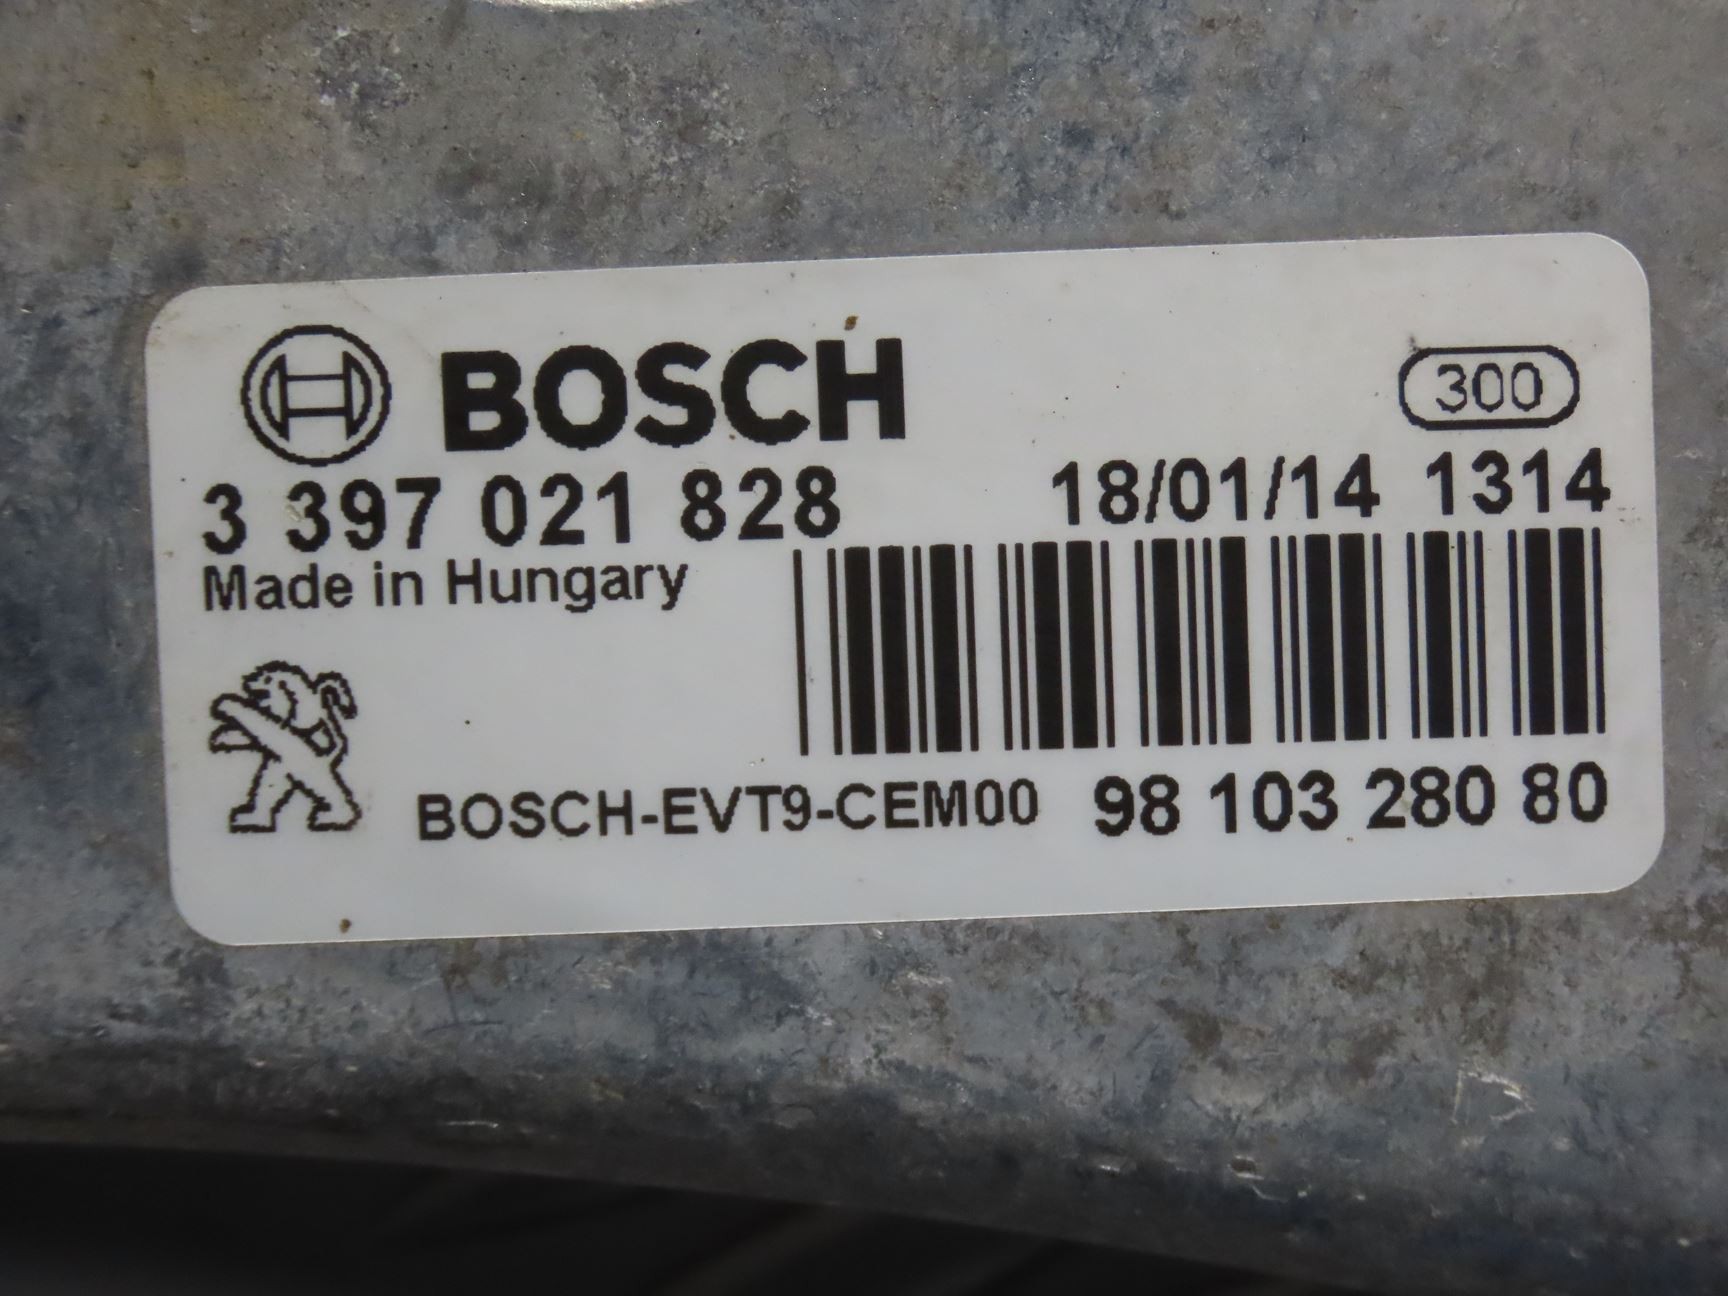 BOSCH
300
3 397 021 828
18/01/14 1314
Made in Hungary
BOSCH-EVT9-CEM00 98 103 280 80